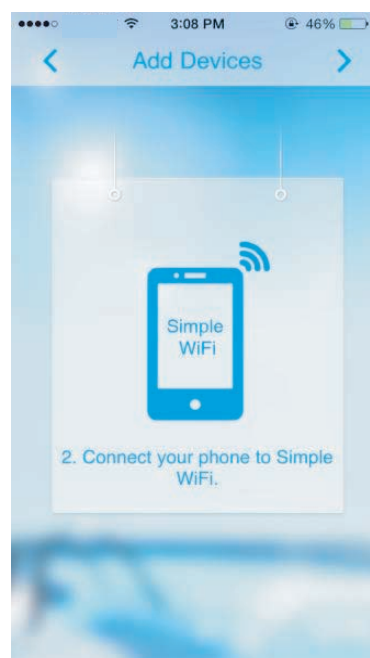 3:08 PM 46%
Add Devices
Simple
WiFi
2. Connect your phone to Simple
WiFi.